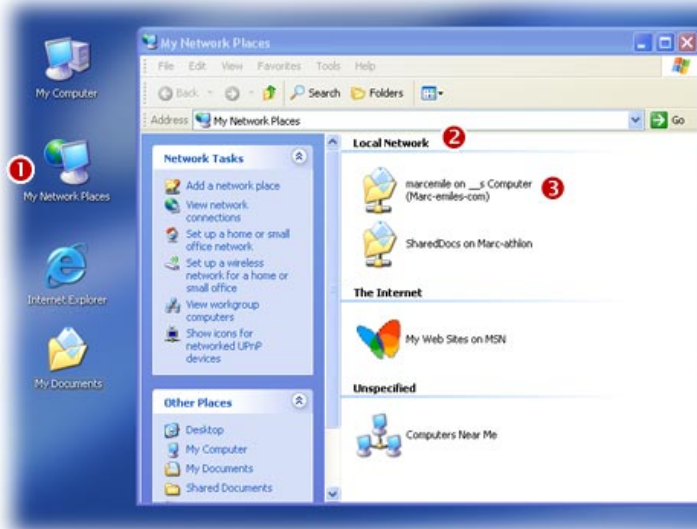 My Computer
1
My Network Places
Internet Explorer
My Documents
My Network Places
File Edit View Favorites Tools Help
Back Search Folders
Address My Network Places Go
Network Tasks
Add a network place
View network
connections
Set up a home or small
office network
Set up a wireless
network for a home or
small office
View workgroup
computers
Show icons for
networked UPnP
devices
Other Places
Desktop
My Computer
My Documents
Shared Documents
Local Network 2
marcemile on __s Computer
(Marc-emiles-com) 3
SharedDocs on Marc-athlon
The Internet
My Web Sites on MSN
Unspecified
Computers Near Me